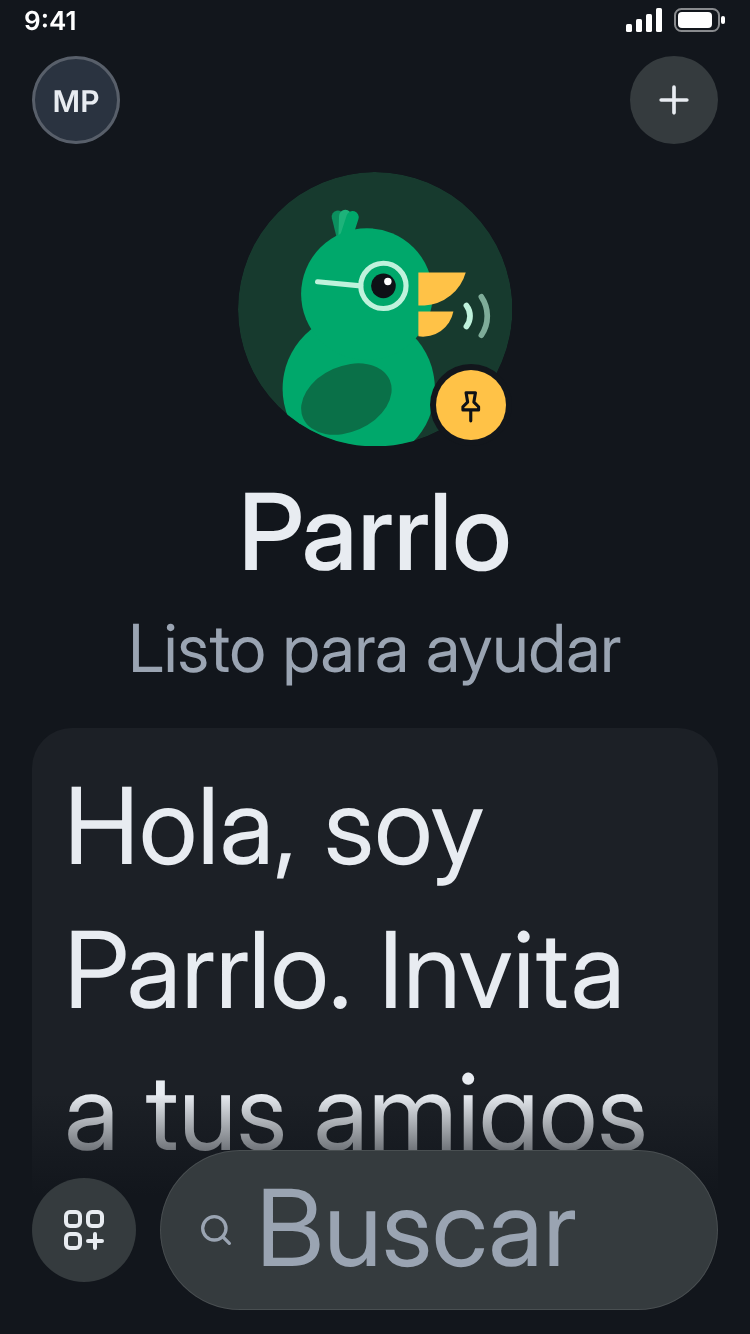 9:41
MP
Parrlo
Listo para ayudar
Hola, soy
Parrlo. Invita
a tus amigos
Buscar